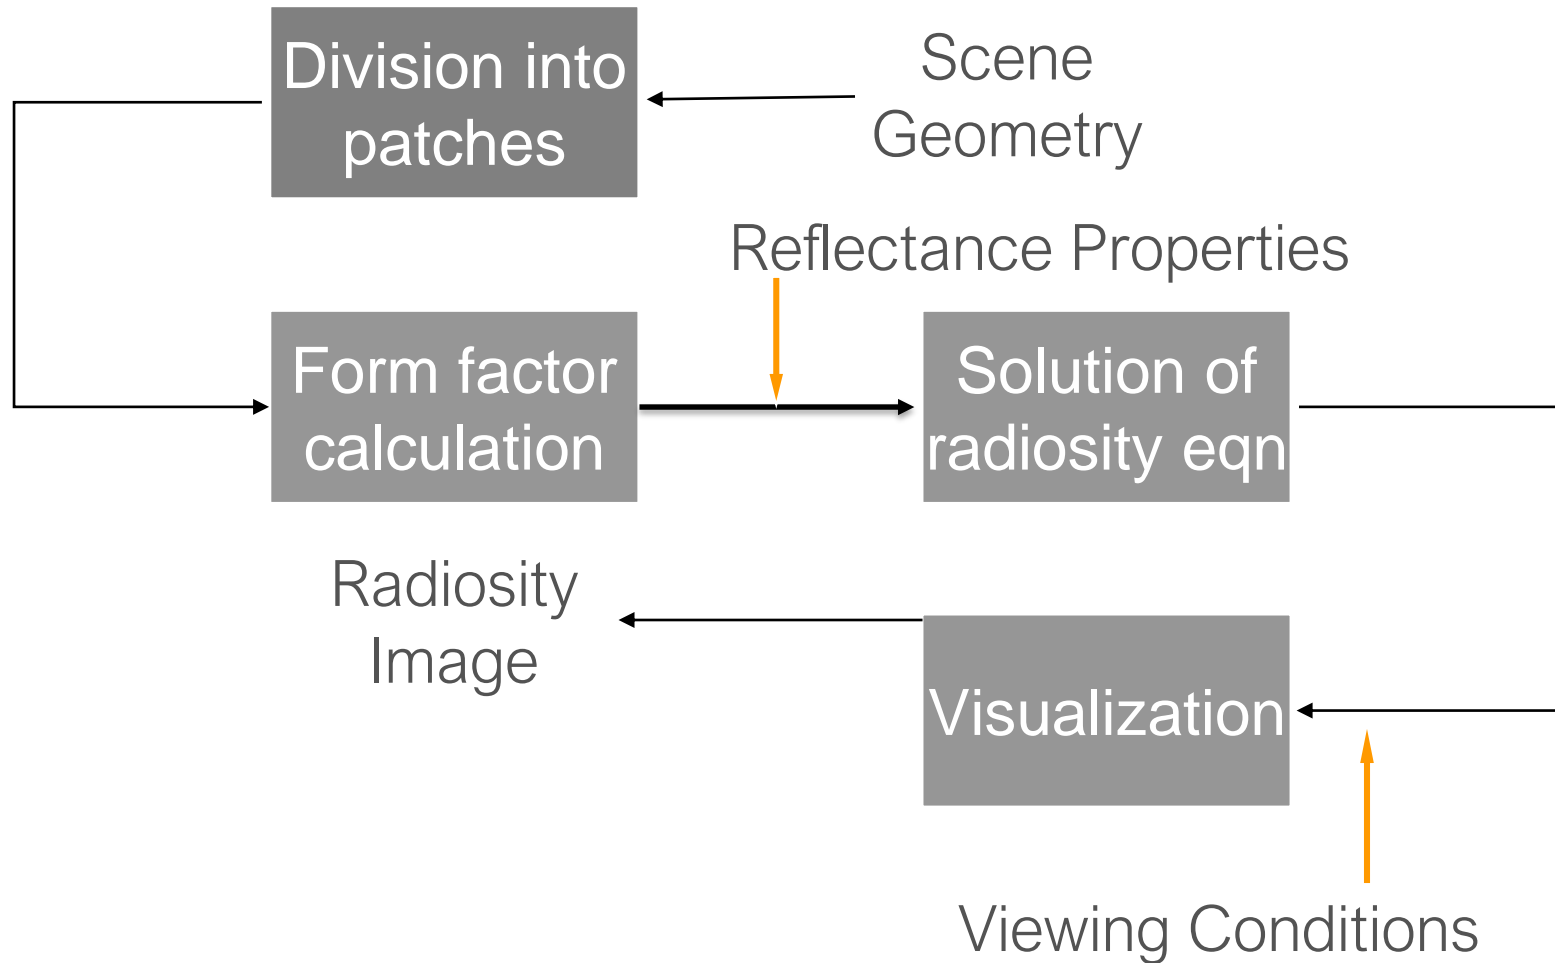 Division into
patches
Scene
Geometry
Reflectance Properties
Form factor
calculation
Solution of
radiosity eqn
Radiosity
Image
Visualization
Viewing Conditions